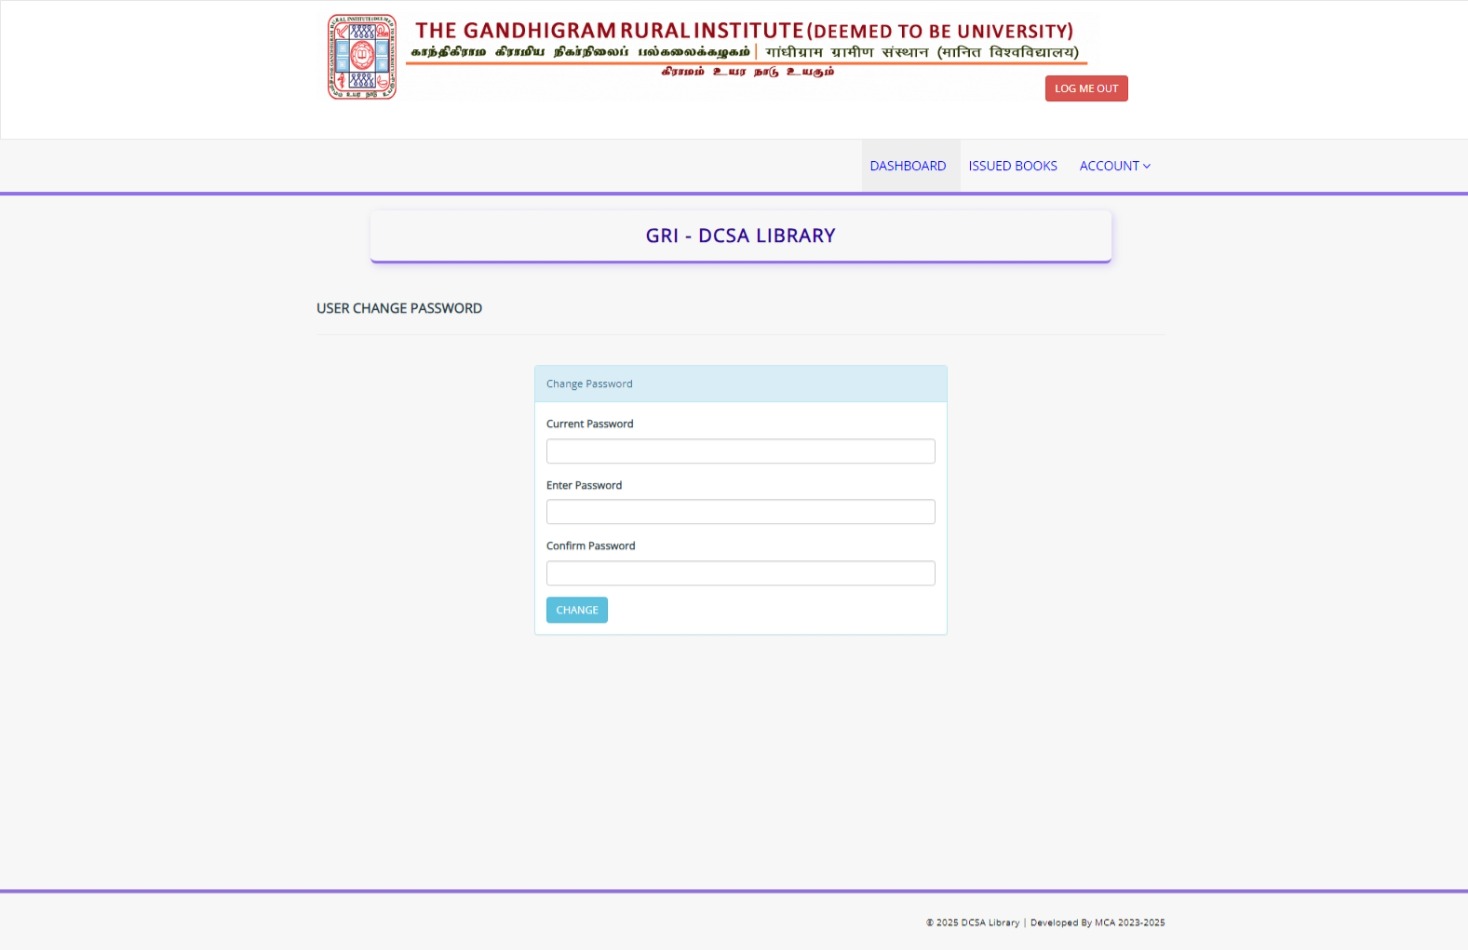 THE GANDHIGRAM RURAL INSTITUTE (DEEMED TO BE UNIVERSITY)
காந்திகிராம கிராமிய நிகர்நிலைப் பல்கலைக்கழகம் | गांधीग्राम ग्रामीण संस्थान (मानित विश्वविद्यालय)
கிராமம் உயர நாடு உயரும்
LOG ME OUT
DASHBOARD ISSUED BOOKS ACCOUNT
GRI - DCSA LIBRARY
USER CHANGE PASSWORD
Change Password
Current Password
Enter Password
Confirm Password
CHANGE
© 2025 DCSA Library | Developed By MCA 2023-2025